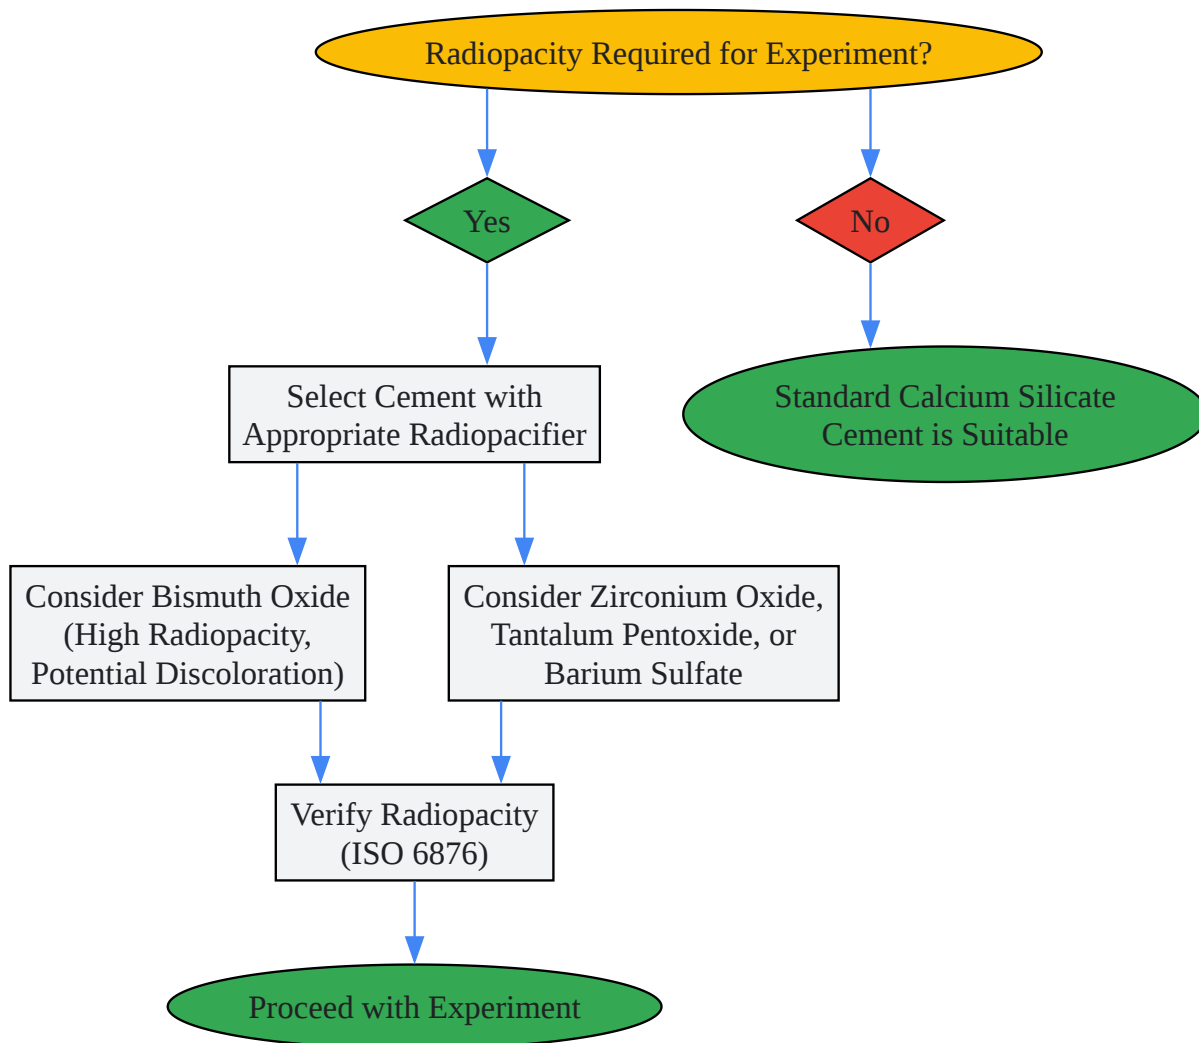 Radiopacity Required for Experiment?
Yes
No
Select Cement with
Appropriate Radiopacifier
Standard Calcium Silicate
Cement is Suitable
Consider Bismuth Oxide
(High Radiopacity,
Potential Discoloration)
Consider Zirconium Oxide,
Tantalum Pentoxide, or
Barium Sulfate
Verify Radiopacity
(ISO 6876)
Proceed with Experiment